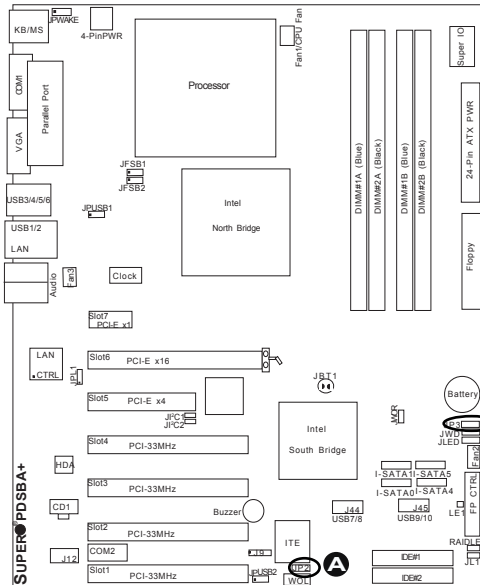 KB/MS
JPWAKE
4-PinPWR
Fan1/CPU Fan
Super IO
COM1
Parallel Port
Processor
VGA
24-Pin ATX PWR
JFSB1
JFSB2
DIMM#1A (Blue)
DIMM#2A (Black)
DIMM#1B (Blue)
DIMM#2B (Black)
USB3/4/5/6
JPUSB1
Intel
North Bridge
USB1/2
LAN
Floppy
Audio
Fan3
Clock
Slot7
PCI-E x1
LAN
CTRL
JPL1
Slot6
PCI-E x16
JBT1
Battery
Slot5
PCI-E x4
JI²C1
JI²C2
JWOR
JP3
JWD
JLED
Slot4
PCI-33MHz
Intel
South Bridge
Fan2
HDA
I-SATA1
I-SATA5
Slot3
PCI-33MHz
I-SATA0
I-SATA4
FP CTRL
CD1
Buzzer
J44
USB7/8
J45
USB9/10
LE1
SUPER PDSBA+
Slot2
PCI-33MHz
ITE
RAIDLE
J12
COM2
J9
JP2
A
IDE#1
JL1
Slot1
PCI-33MHz
JPUSB2
WOL
IDE#2